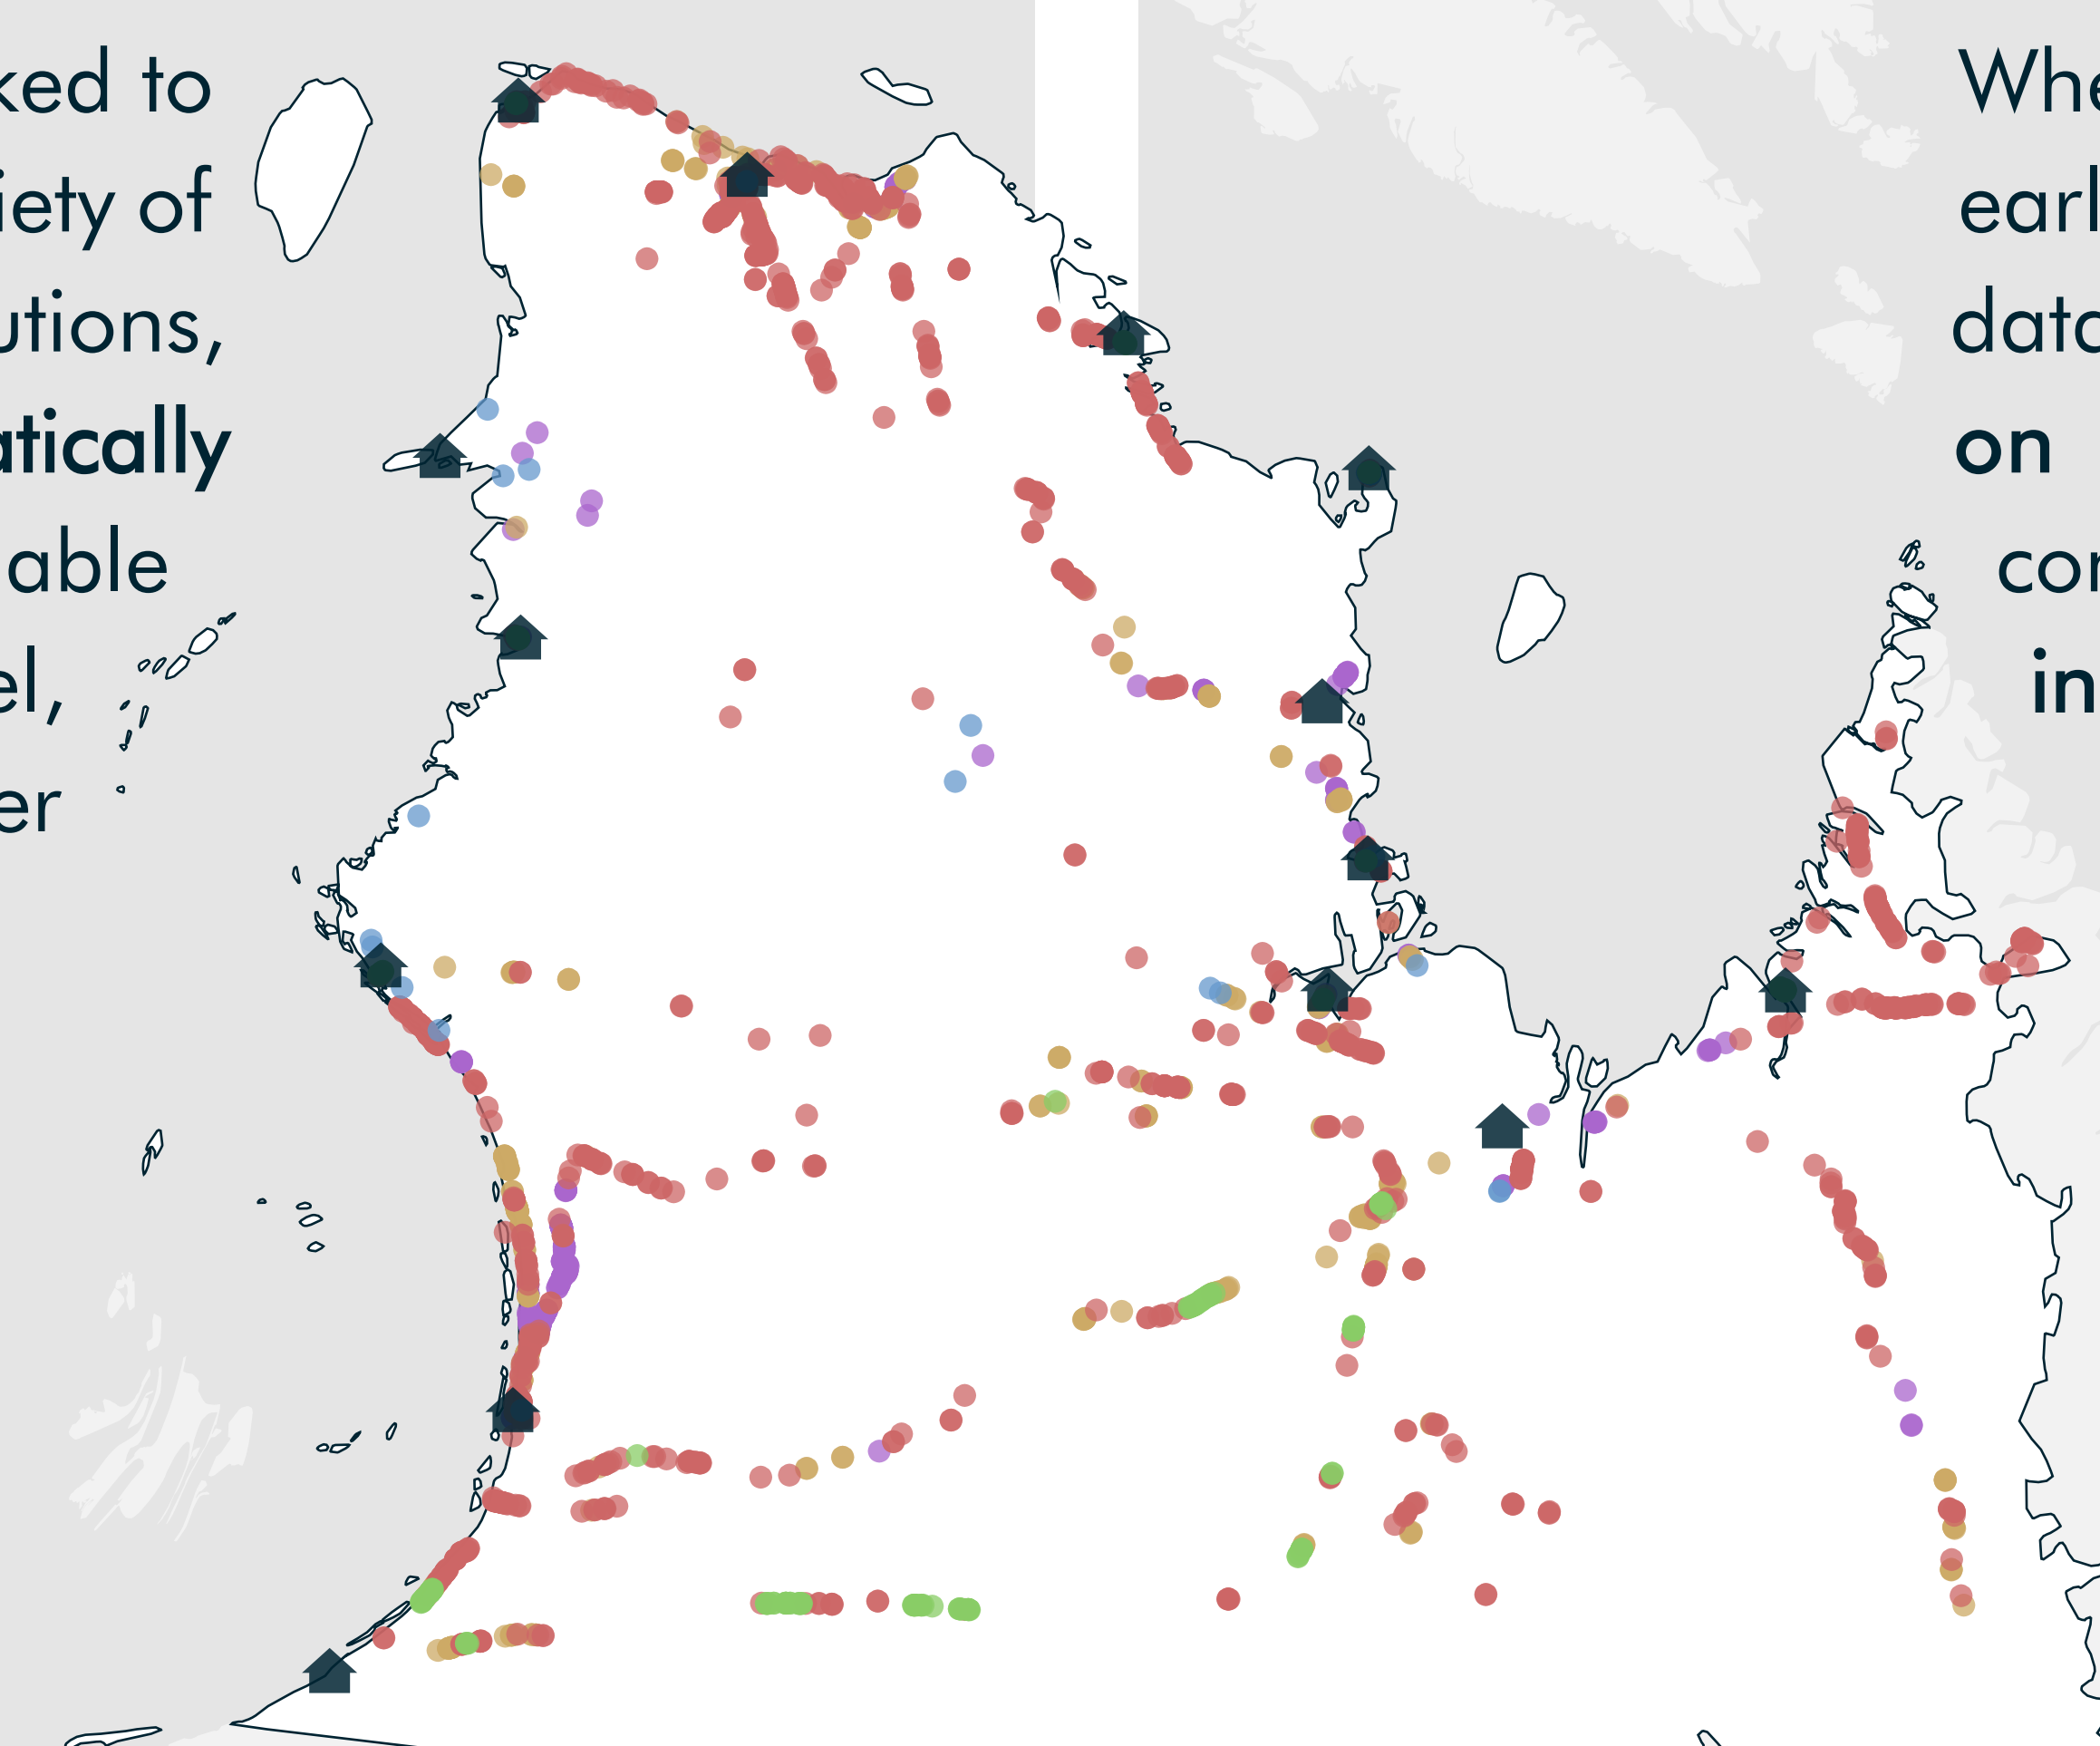 ked to
iety of
utions,
atically
able
el,
er
Whe
earl
data
on
cor
in